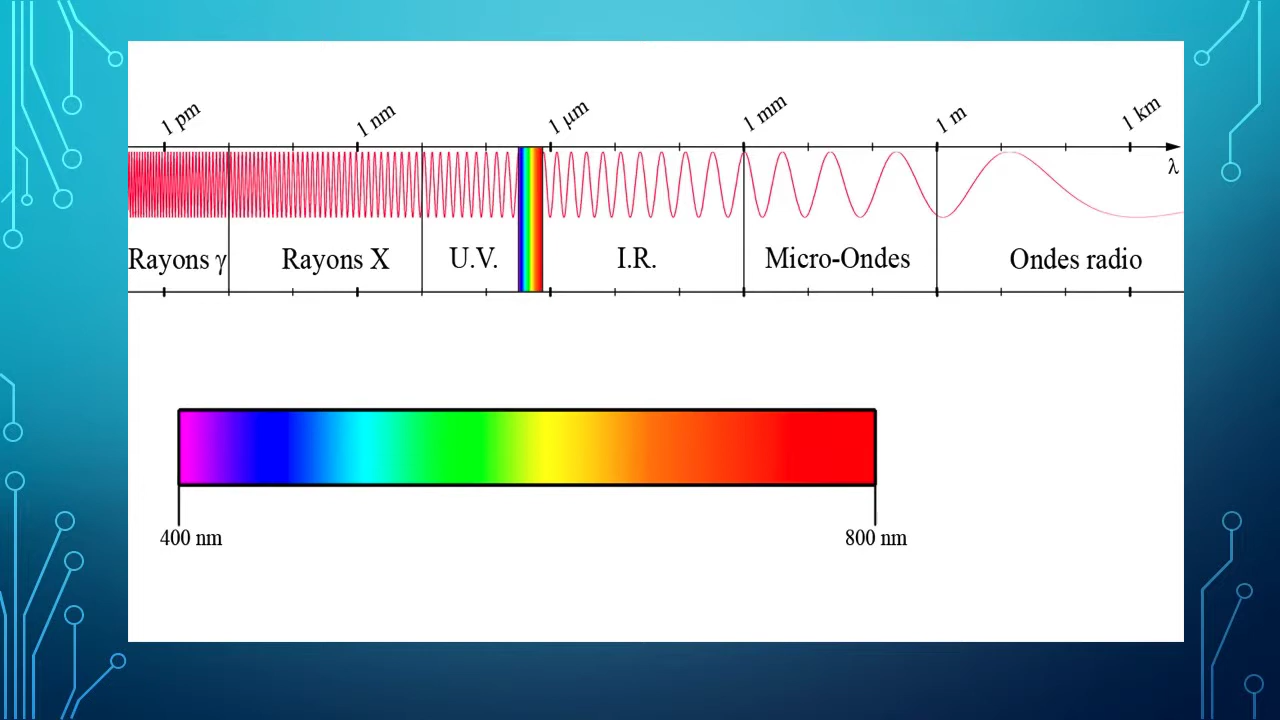 1 pm 1 nm 1 μm 1 mm 1 m 1 km
λ
Rayons γ Rayons X U.V. I.R. Micro-Ondes Ondes radio
400 nm 800 nm